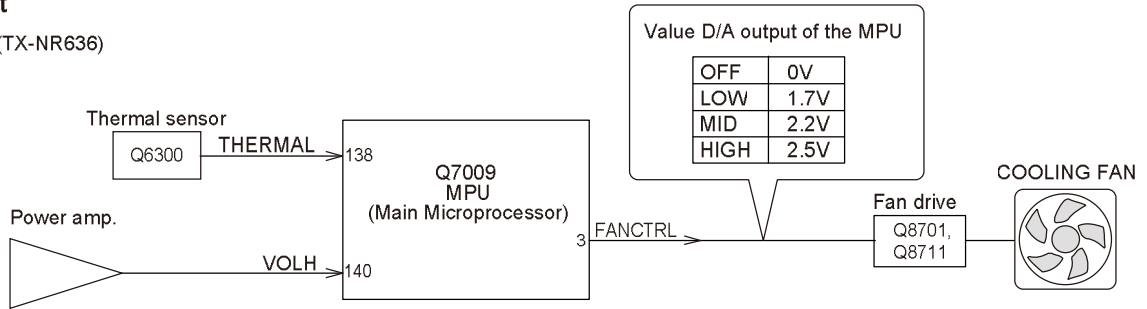 t
(TX-NR636)
Value D/A output of the MPU
OFF 0V
LOW 1.7V
MID 2.2V
HIGH 2.5V
Thermal sensor
Q6300
THERMAL
138
Q7009
MPU
(Main Microprocessor)
3
FANCTRL
Fan drive
Q8701,
Q8711
COOLING FAN
Power amp.
VOLH
140